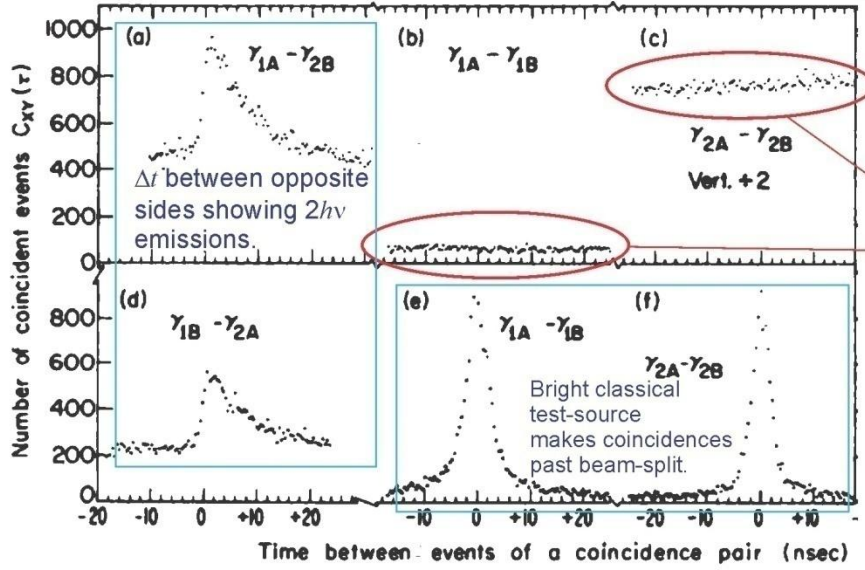 1000
800
600
400
200
0
Number of coincident events C_XY(τ)
(a)
γ1A - γ2B
Δt between opposite
sides showing 2hν
emissions.
(b)
γ1A - γ1B
(c)
γ2A - γ2B
Vert. ÷2
800
600
400
200
0
(d)
γ1B - γ2A
(e)
γ1A - γ1B
Bright classical
test-source
makes coincidences
past beam-split.
(f)
γ2A - γ2B
-20 -10 0 +10 +20 -10 0 +10 +20 -20 -10 0 +10
Time between events of a coincidence pair (nsec)